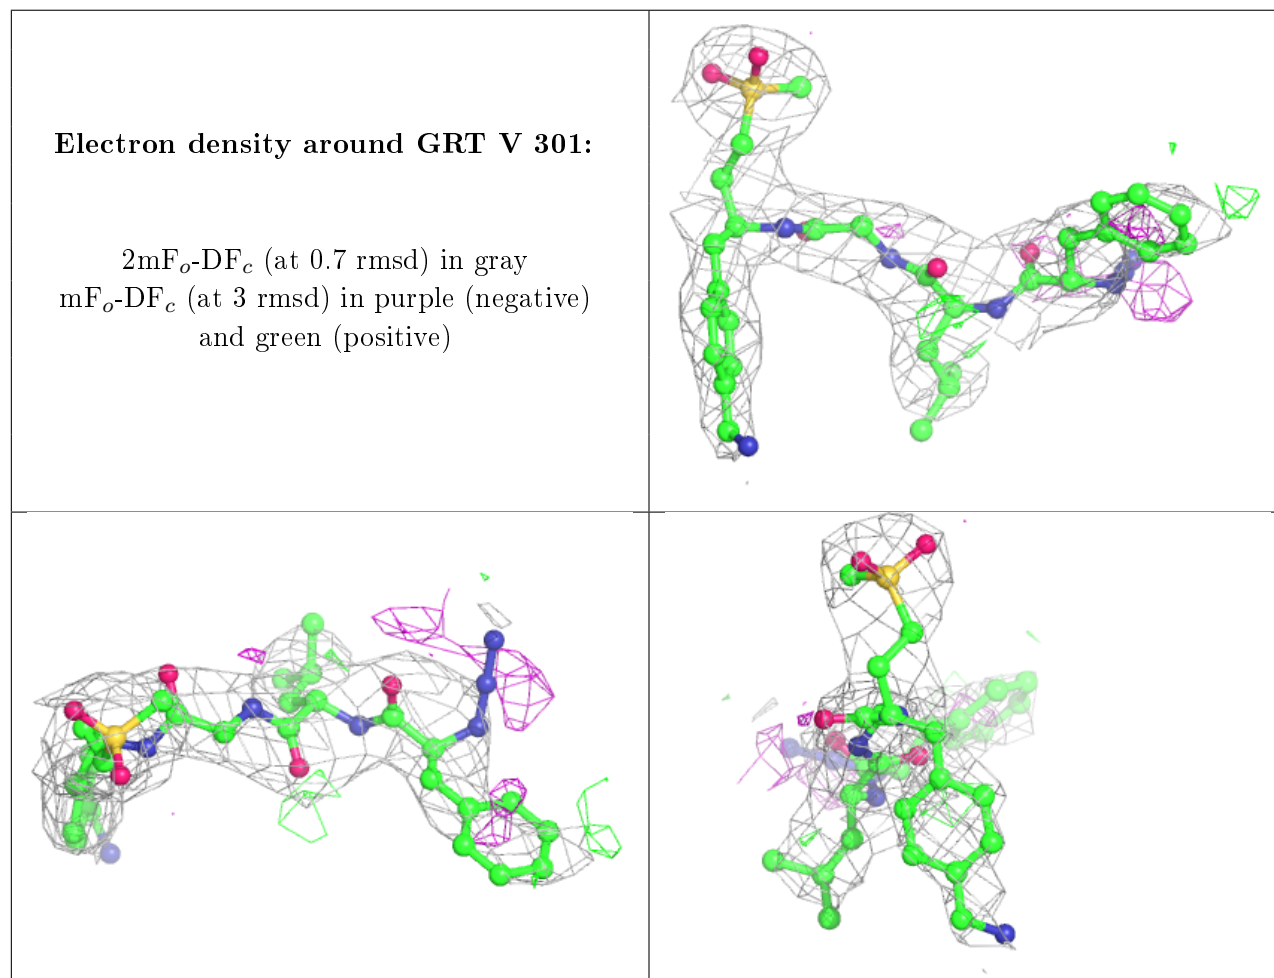 Electron density around GRT V 301:
2mFo-DFc (at 0.7 rmsd) in gray
mFo-DFc (at 3 rmsd) in purple (negative)
and green (positive)